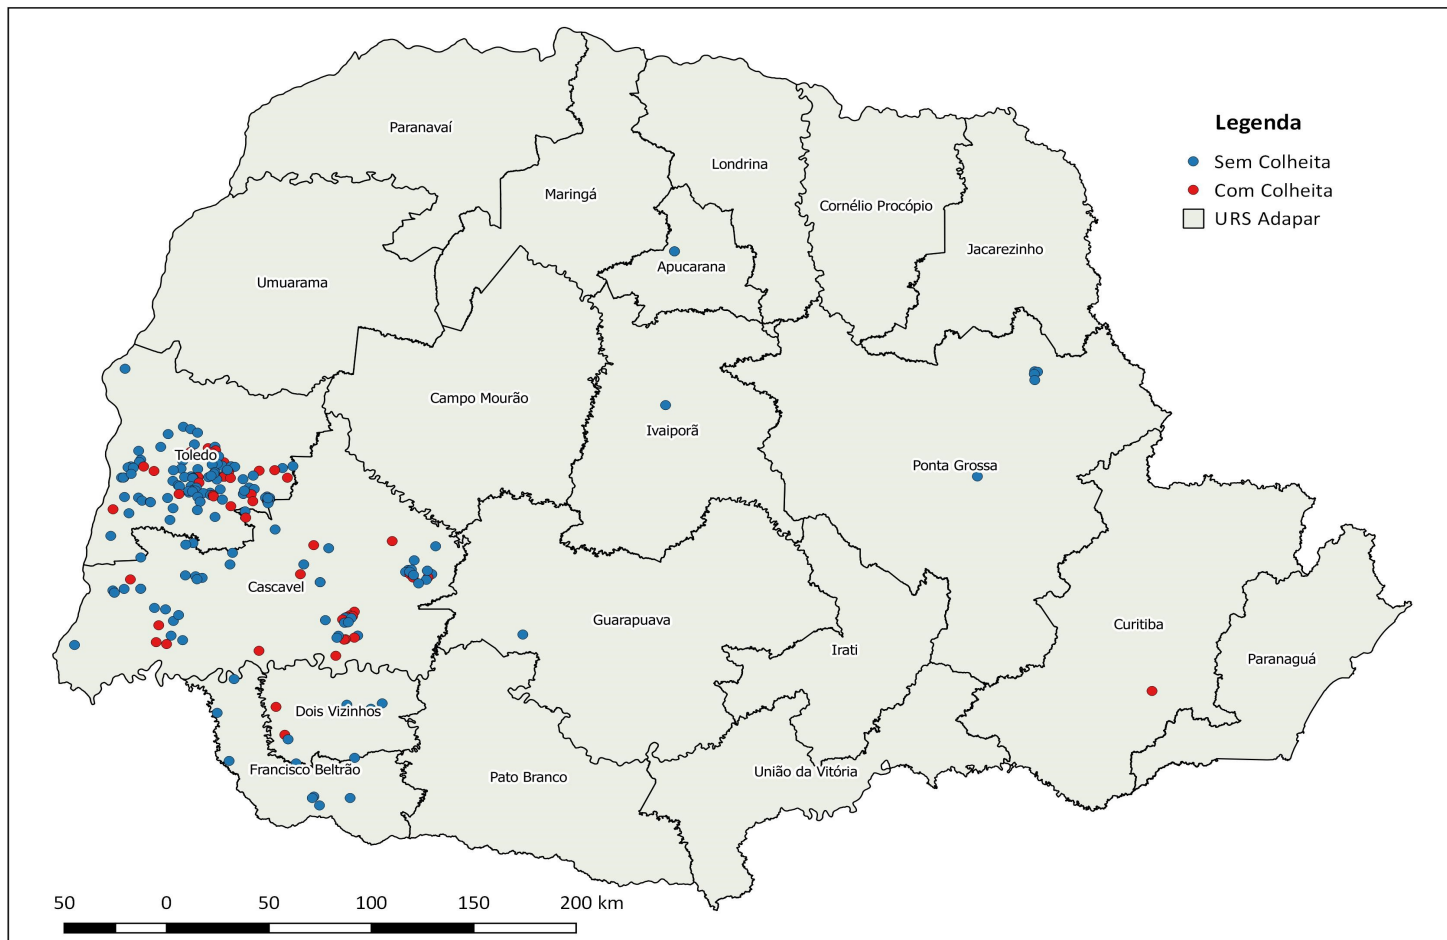 Paranavaí
Legenda
Londrina
Sem Colheita
Maringá
Com Colheita
Cornélio Procópio
URS Adapar
Jacarezinho
Apucarana
Umuarama
Campo Mourão
Ivaiporã
Toledo
Ponta Grossa
Cascavel
Guarapuava
Curitiba
Irati
Paranaguá
Dois Vizinhos
Francisco Beltrão
Pato Branco
União da Vitória
50 0 50 100 150 200 km